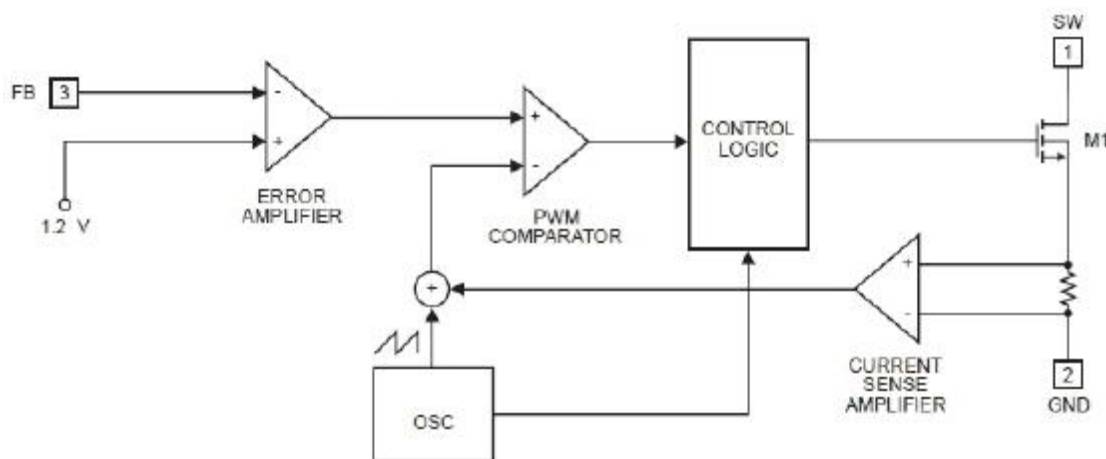 SW
1
FB 3
-
+
1.2 V
ERROR
AMPLIFIER
+
-
PWM
COMPARATOR
CONTROL
LOGIC
M1
+
OSC
+
-
CURRENT
SENSE
AMPLIFIER
2
GND